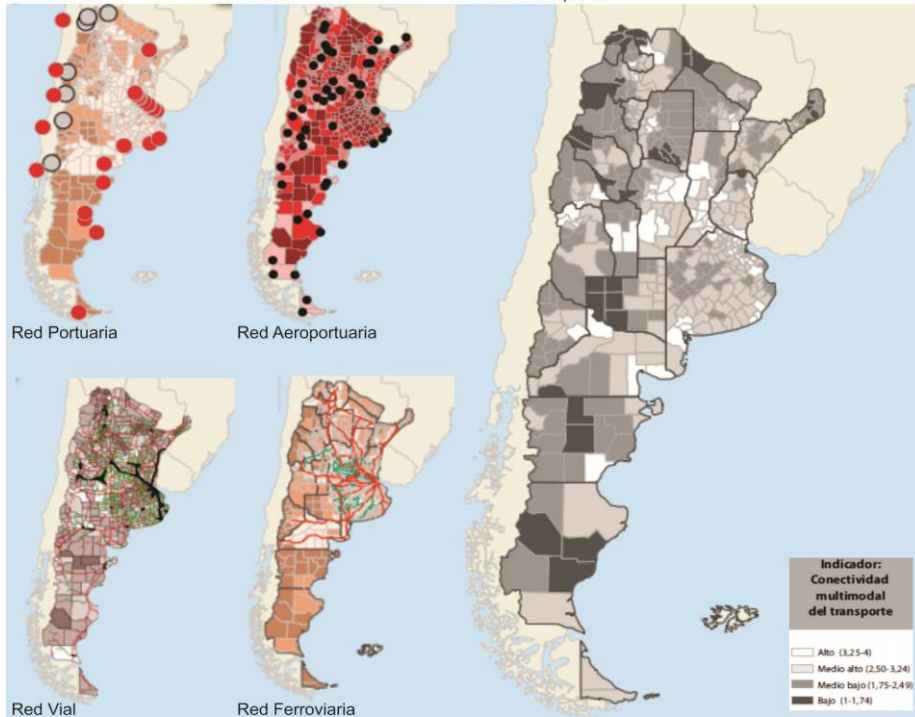 Red Portuaria
Red Aeroportuaria
Red Vial
Red Ferroviaria
Indicador:
Conectividad
multimodal
del transporte
Alto (3,25-4)
Medio alto (2,50-3,24)
Medio bajo (1,75-2,49)
Bajo (1-1,74)